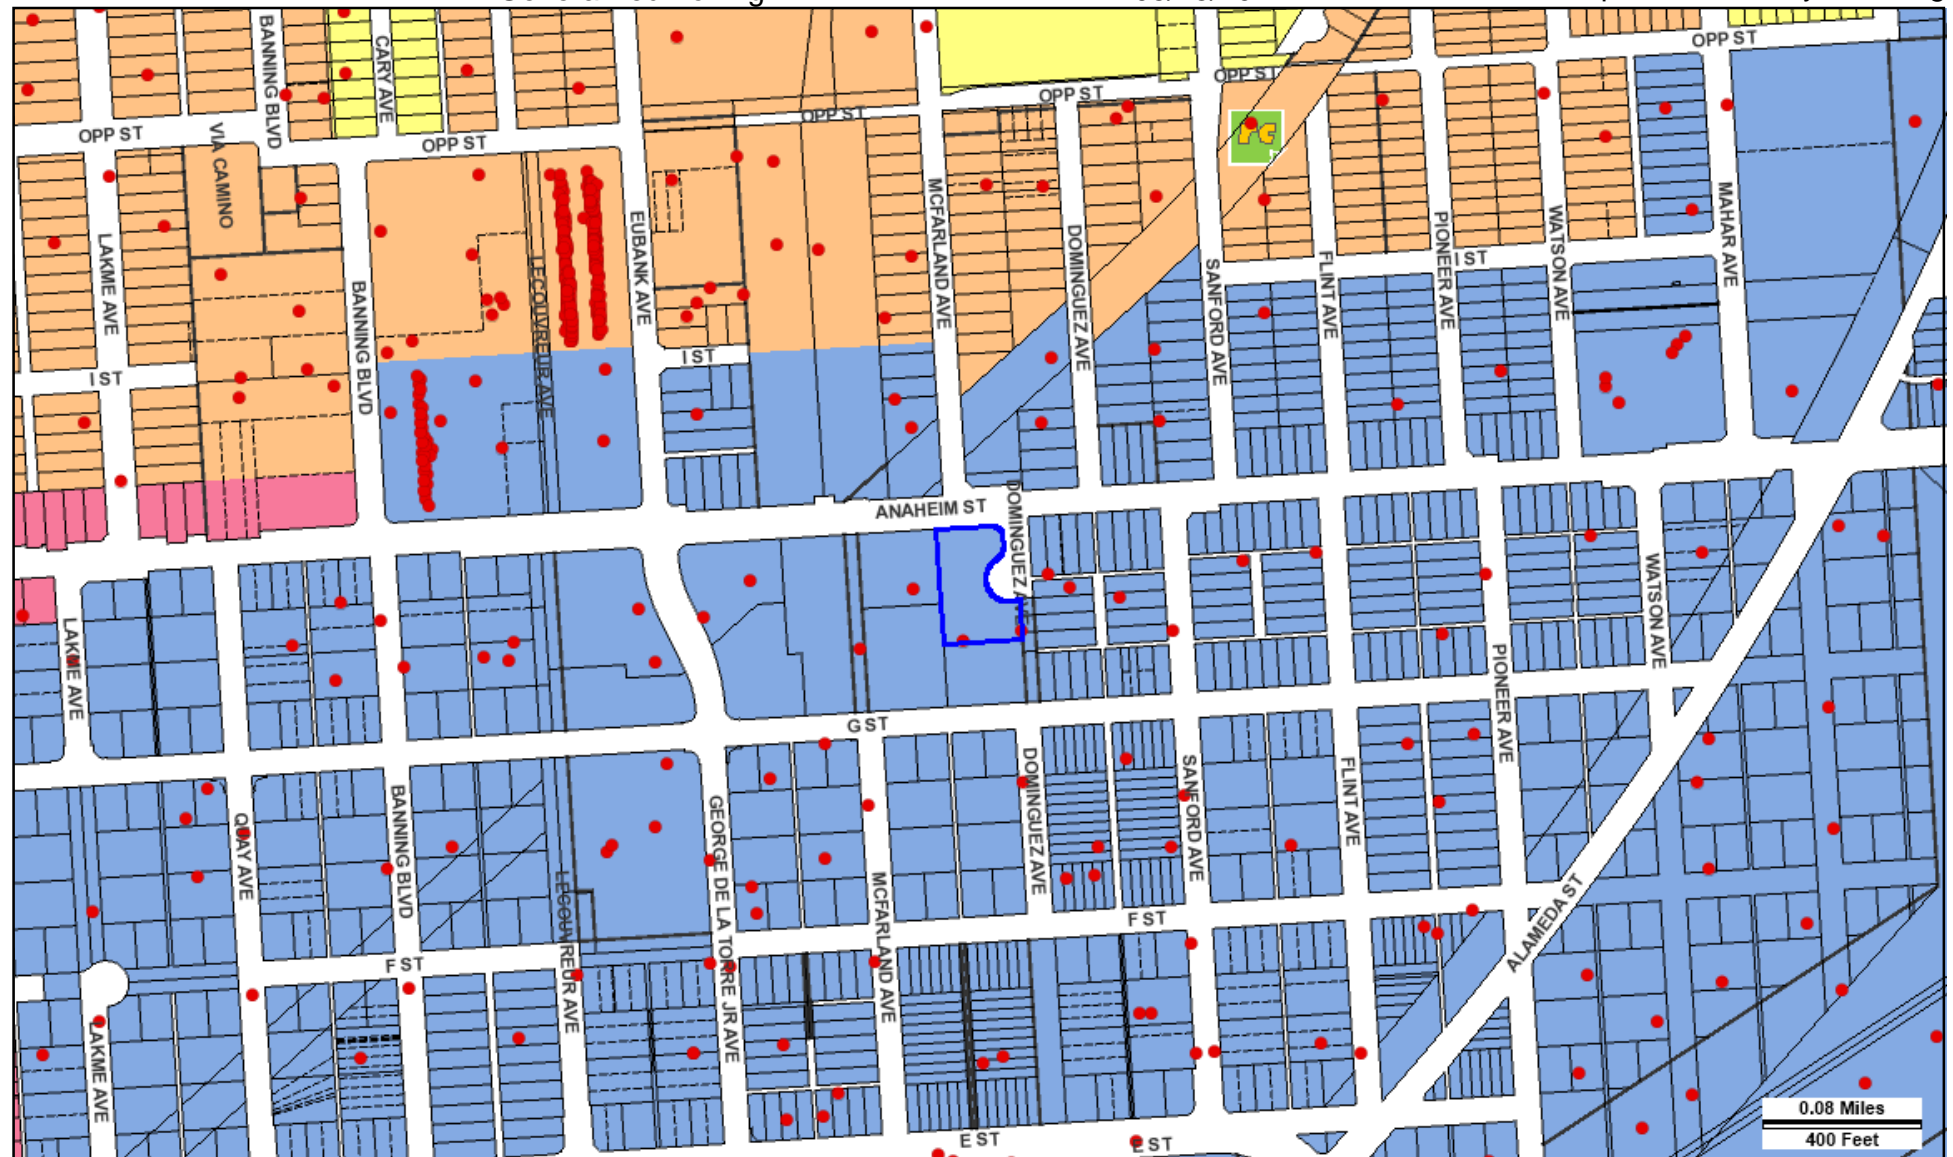 BANNING BLVD
CARY AVE
OPP ST
OPP ST
OPP ST
OPP ST
OPP ST
OPP ST
VIA CAMINO
LAKME AVE
BANNING BLVD
LECOUVREUR AVE
EUBANK AVE
MCFARLAND AVE
DOMINGUEZ AVE
SANFORD AVE
FLINT AVE
PIONEER AVE
WATSON AVE
MAHAR AVE
I ST
I ST
I ST
ANAHEIM ST
DOMINGUEZ AVE
LAKME AVE
PIONEER AVE
WATSON AVE
G ST
QUAY AVE
BANNING BLVD
LECOUVREUR AVE
GEORGE DE LA TORRE JR AVE
MCFARLAND AVE
DOMINGUEZ AVE
SANFORD AVE
FLINT AVE
ALAMEDA ST
F ST
F ST
LAKME AVE
E ST
E ST
0.08 Miles
400 Feet